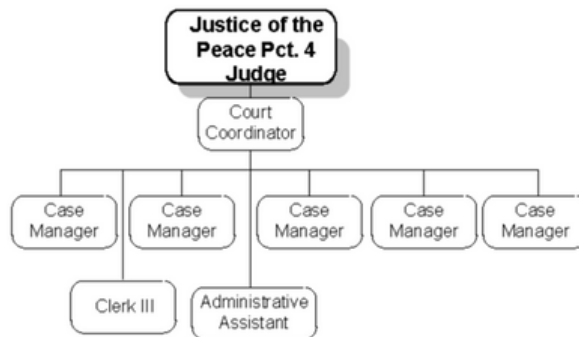 Justice of the
Peace Pct. 4
Judge
Court
Coordinator
Case
Manager
Case
Manager
Case
Manager
Case
Manager
Case
Manager
Clerk III
Administrative
Assistant